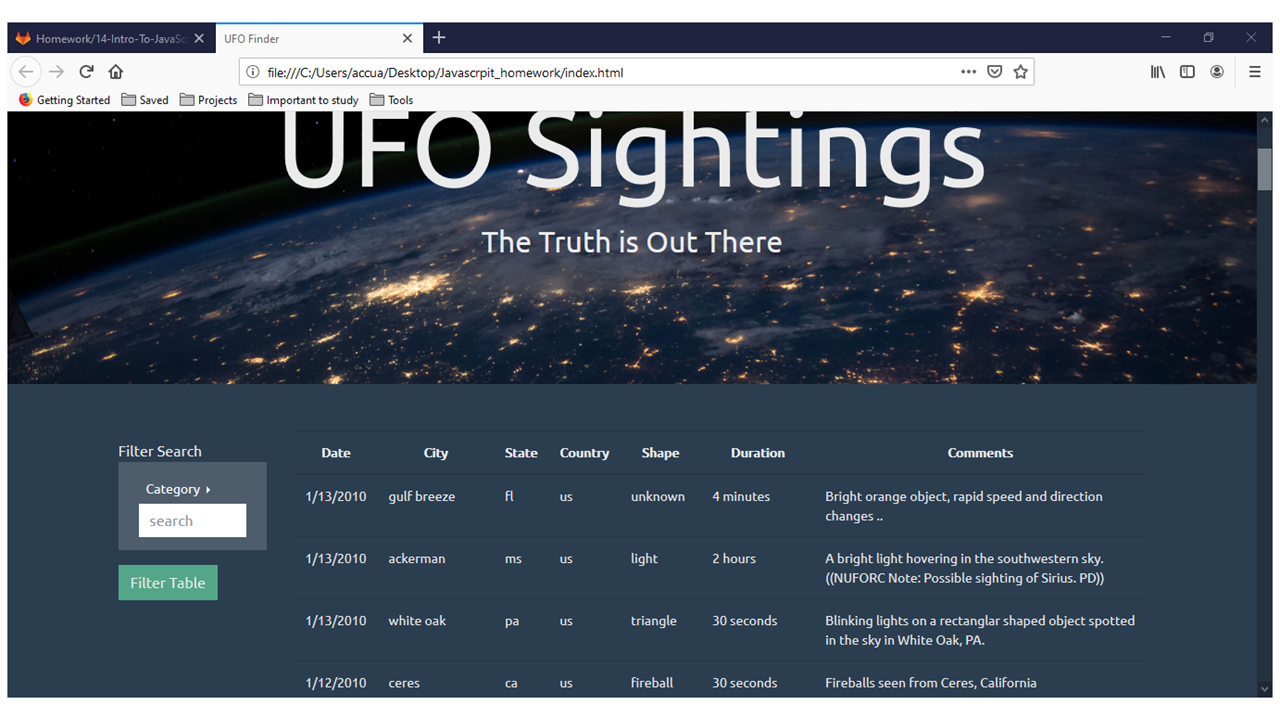 Homework/14-Intro-To-JavaSc
UFO Finder
file:///C:/Users/accua/Desktop/Javascrpit_homework/index.html
Getting Started Saved Projects Important to study Tools
UFO Sightings
The Truth is Out There
Filter Search
Category
search
Filter Table
Date City State Country Shape Duration Comments
1/13/2010 gulf breeze fl us unknown 4 minutes Bright orange object, rapid speed and direction
changes ..
1/13/2010 ackerman ms us light 2 hours A bright light hovering in the southwestern sky.
((NUFORC Note: Possible sighting of Sirius. PD))
1/13/2010 white oak pa us triangle 30 seconds Blinking lights on a rectanglar shaped object spotted
in the sky in White Oak, PA.
1/12/2010 ceres ca us fireball 30 seconds Fireballs seen from Ceres, California